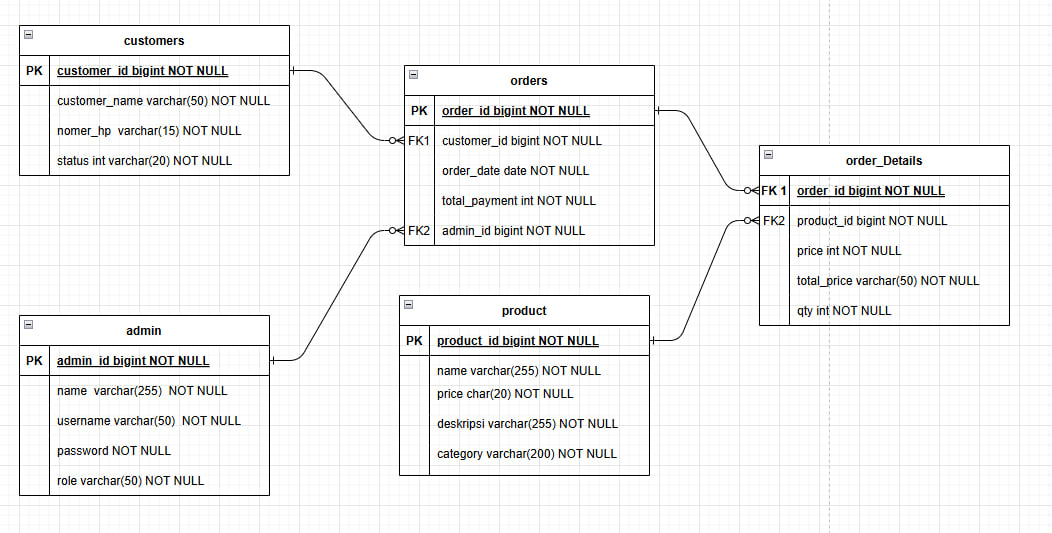 customers
PK customer_id bigint NOT NULL
customer_name varchar(50) NOT NULL
nomer_hp varchar(15) NOT NULL
status int varchar(20) NOT NULL
orders
PK order_id bigint NOT NULL
FK1 customer_id bigint NOT NULL
order_date date NOT NULL
total_payment int NOT NULL
FK2 admin_id bigint NOT NULL
order_Details
FK 1 order_id bigint NOT NULL
FK2 product_id bigint NOT NULL
price int NOT NULL
total_price varchar(50) NOT NULL
qty int NOT NULL
admin
PK admin_id bigint NOT NULL
name varchar(255) NOT NULL
username varchar(50) NOT NULL
password NOT NULL
role varchar(50) NOT NULL
product
PK product_id bigint NOT NULL
name varchar(255) NOT NULL
price char(20) NOT NULL
deskripsi varchar(255) NOT NULL
category varchar(200) NOT NULL